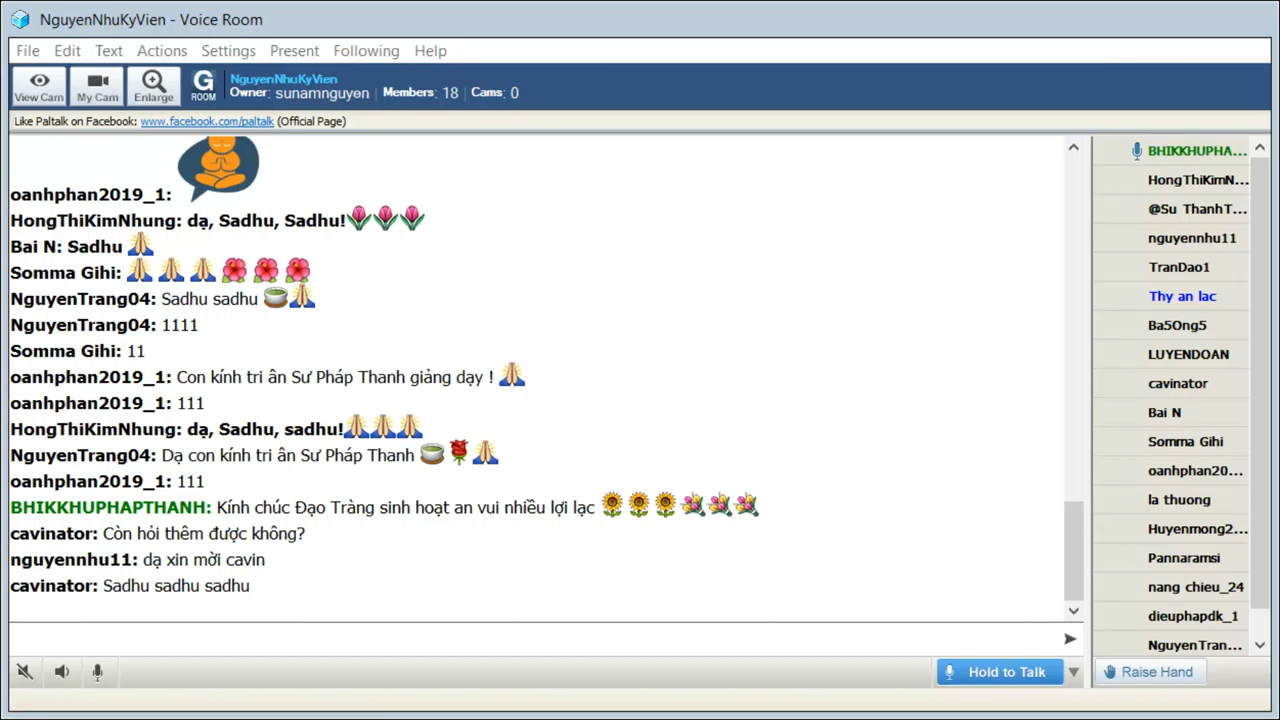 NguyenNhuKyVien - Voice Room
File Edit Text Actions Settings Present Following Help
View Cam
My Cam
Enlarge
G ROOM
NguyenNhuKyVien
Owner: sunamnguyen | Members: 18 | Cams: 0
Like Paltalk on Facebook: www.facebook.com/paltalk (Official Page)
oanhphan2019_1:
HongThiKimNhung: dạ, Sadhu, Sadhu!
Bai N: Sadhu
Somma Gihi:
NguyenTrang04: Sadhu sadhu
NguyenTrang04: 1111
Somma Gihi: 11
oanhphan2019_1: Con kính tri ân Sư Pháp Thanh giảng dạy !
oanhphan2019_1: 111
HongThiKimNhung: dạ, Sadhu, sadhu!
NguyenTrang04: Dạ con kính tri ân Sư Pháp Thanh
oanhphan2019_1: 111
BHIKKHUPHAPTHANH: Kính chúc Đạo Tràng sinh hoạt an vui nhiều lợi lạc
cavinator: Còn hỏi thêm được không?
nguyennhu11: dạ xin mời cavin
cavinator: Sadhu sadhu sadhu
BHIKKHUPHA...
HongThiKimN...
@Su ThanhT...
nguyennhu11
TranDao1
Thy an lac
Ba5Ong5
LUYENDOAN
cavinator
Bai N
Somma Gihi
oanhphan20...
la thuong
Huyenmong2...
Pannaramsi
nang chieu_24
dieuphapdk_1
NguyenTran...
Hold to Talk
Raise Hand